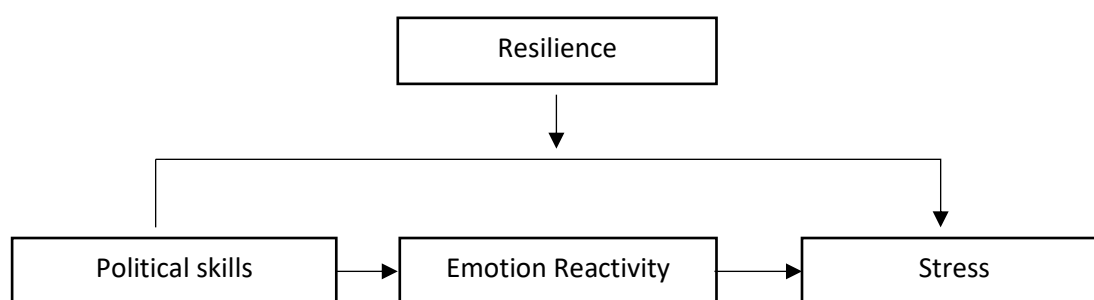 Resilience
Political skills
Emotion Reactivity
Stress